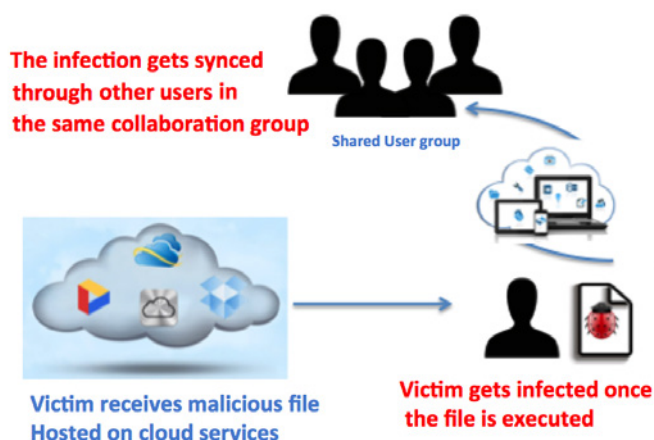 The infection gets synced
through other users in
the same collaboration group
Shared User group
Victim receives malicious file
Hosted on cloud services
Victim gets infected once
the file is executed